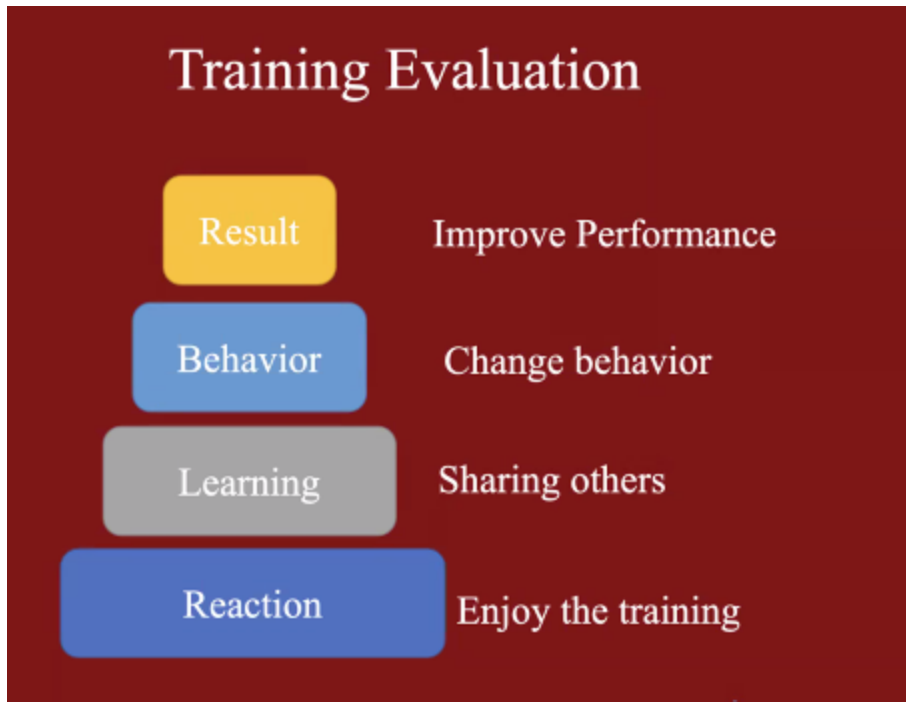 Training Evaluation
Result
Improve Performance
Behavior
Change behavior
Learning
Sharing others
Reaction
Enjoy the training